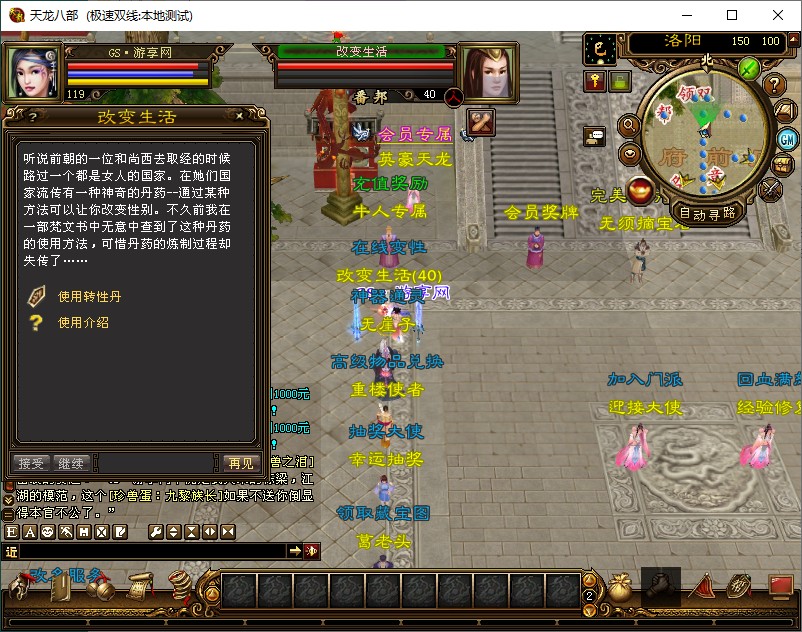 天龙八部 (极速双线:本地测试)
GS·游享网
119
改变生活
番邦
40
洛阳 150 100
北
自动寻路
GM
? 改变生活 ×
听说前朝的一位和尚西去取经的时候
路过一个都是女人的国家。在她们国
家流传有一种神奇的丹药--通过某种
方法可以让你改变性别。不久前我在
一部梵文书中无意中查到了这种丹药
的使用方法，可惜丹药的炼制过程却
失传了……
使用转性丹
使用介绍
接受 继续 再见
会员专属
英豪天龙
充值奖励
牛人专属
在线变性
改变生活(40)
神器通灵
游享网
无崖子
高级物品兑换
重楼使者
抽奖大使
幸运抽奖
领取藏宝图
葛老头
会员奖牌
完美
无须摘宝
加入门派
迎接大使
回血满
经验修
1000元
1000元
兽之泪]
湖的模范，这个[珍兽蛋：九黎族长]如果不送你倒显
得本官不公了。”
近
2